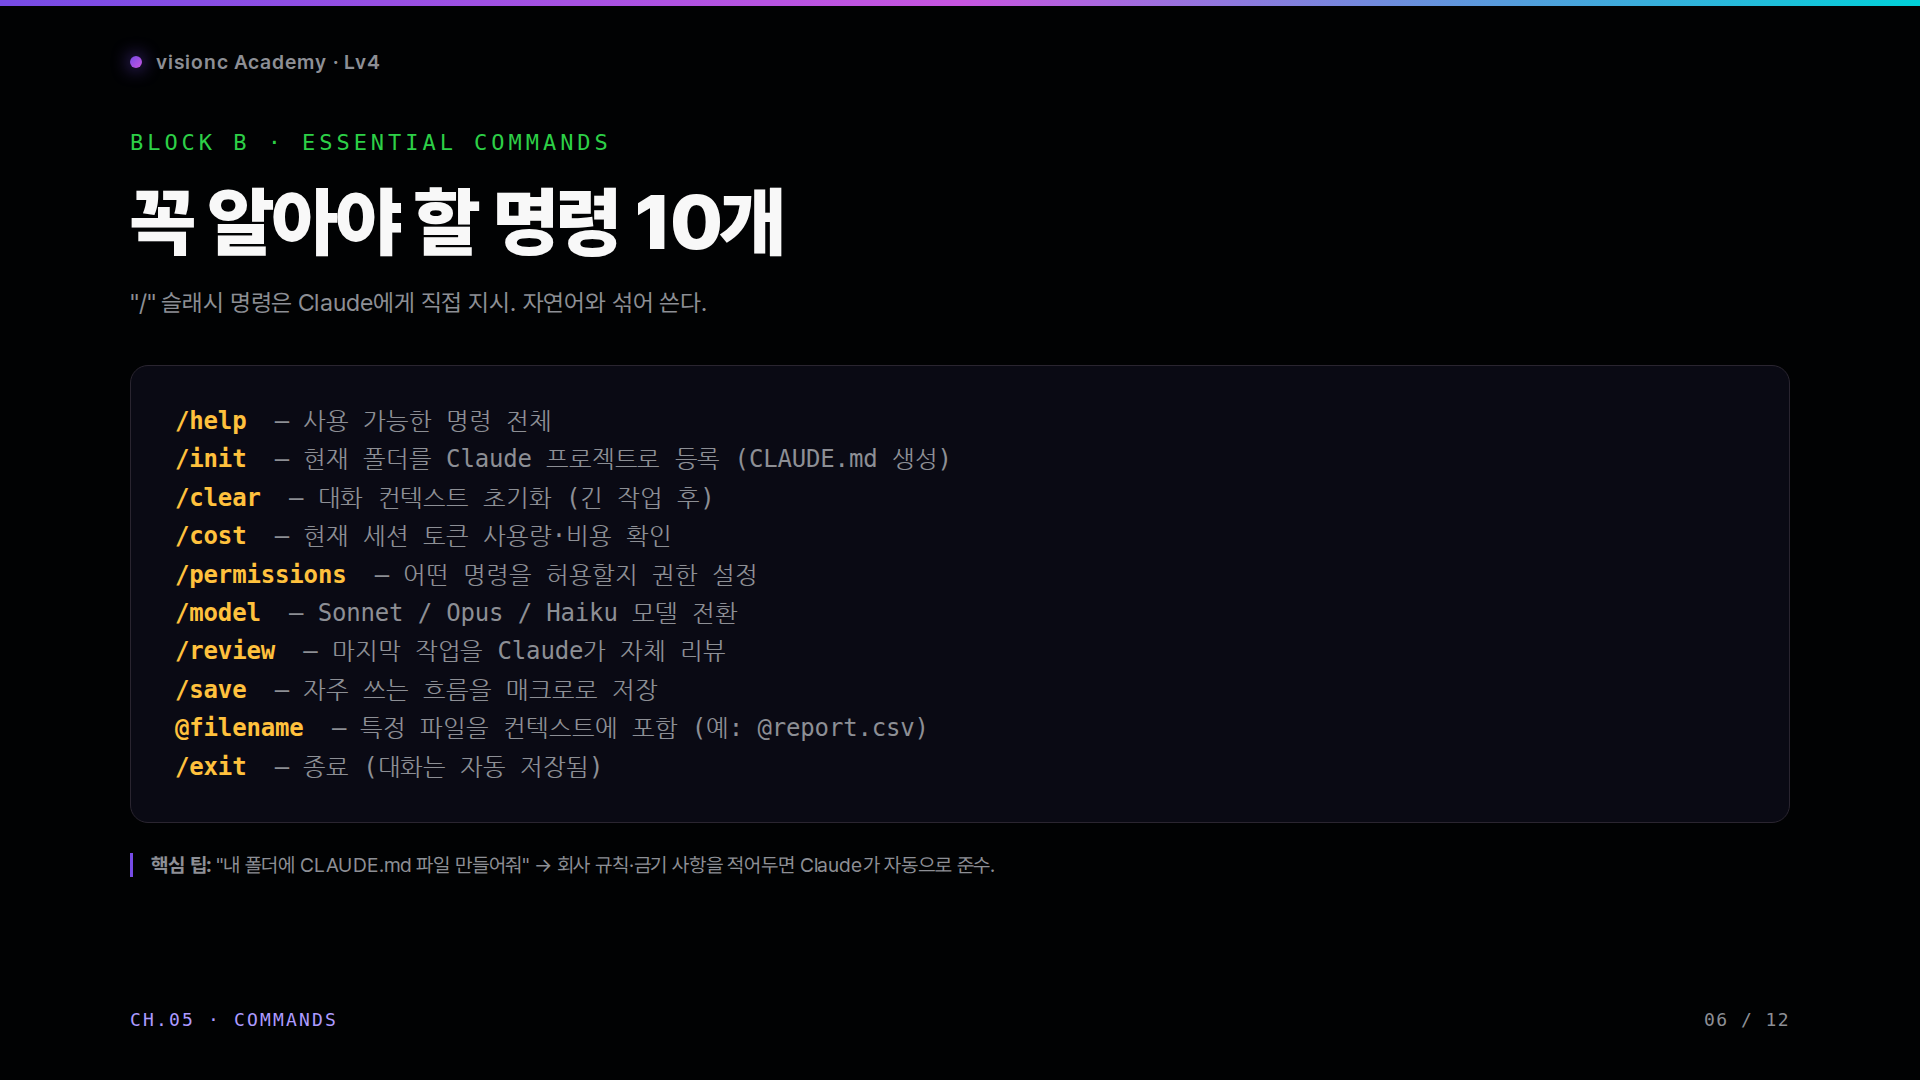 visionc Academy · Lv4
BLOCK B · ESSENTIAL COMMANDS
꼭 알아야 할 명령 10개
"/" 슬래시 명령은 Claude에게 직접 지시. 자연어와 섞어 쓴다.
/help — 사용 가능한 명령 전체
/init — 현재 폴더를 Claude 프로젝트로 등록 (CLAUDE.md 생성)
/clear — 대화 컨텍스트 초기화 (긴 작업 후)
/cost — 현재 세션 토큰 사용량·비용 확인
/permissions — 어떤 명령을 허용할지 권한 설정
/model — Sonnet / Opus / Haiku 모델 전환
/review — 마지막 작업을 Claude가 자체 리뷰
/save — 자주 쓰는 흐름을 매크로로 저장
@filename — 특정 파일을 컨텍스트에 포함 (예: @report.csv)
/exit — 종료 (대화는 자동 저장됨)
핵심 팁: "내 폴더에 CLAUDE.md 파일 만들어줘" → 회사 규칙·금기 사항을 적어두면 Claude가 자동으로 준수.
CH.05 · COMMANDS
06 / 12